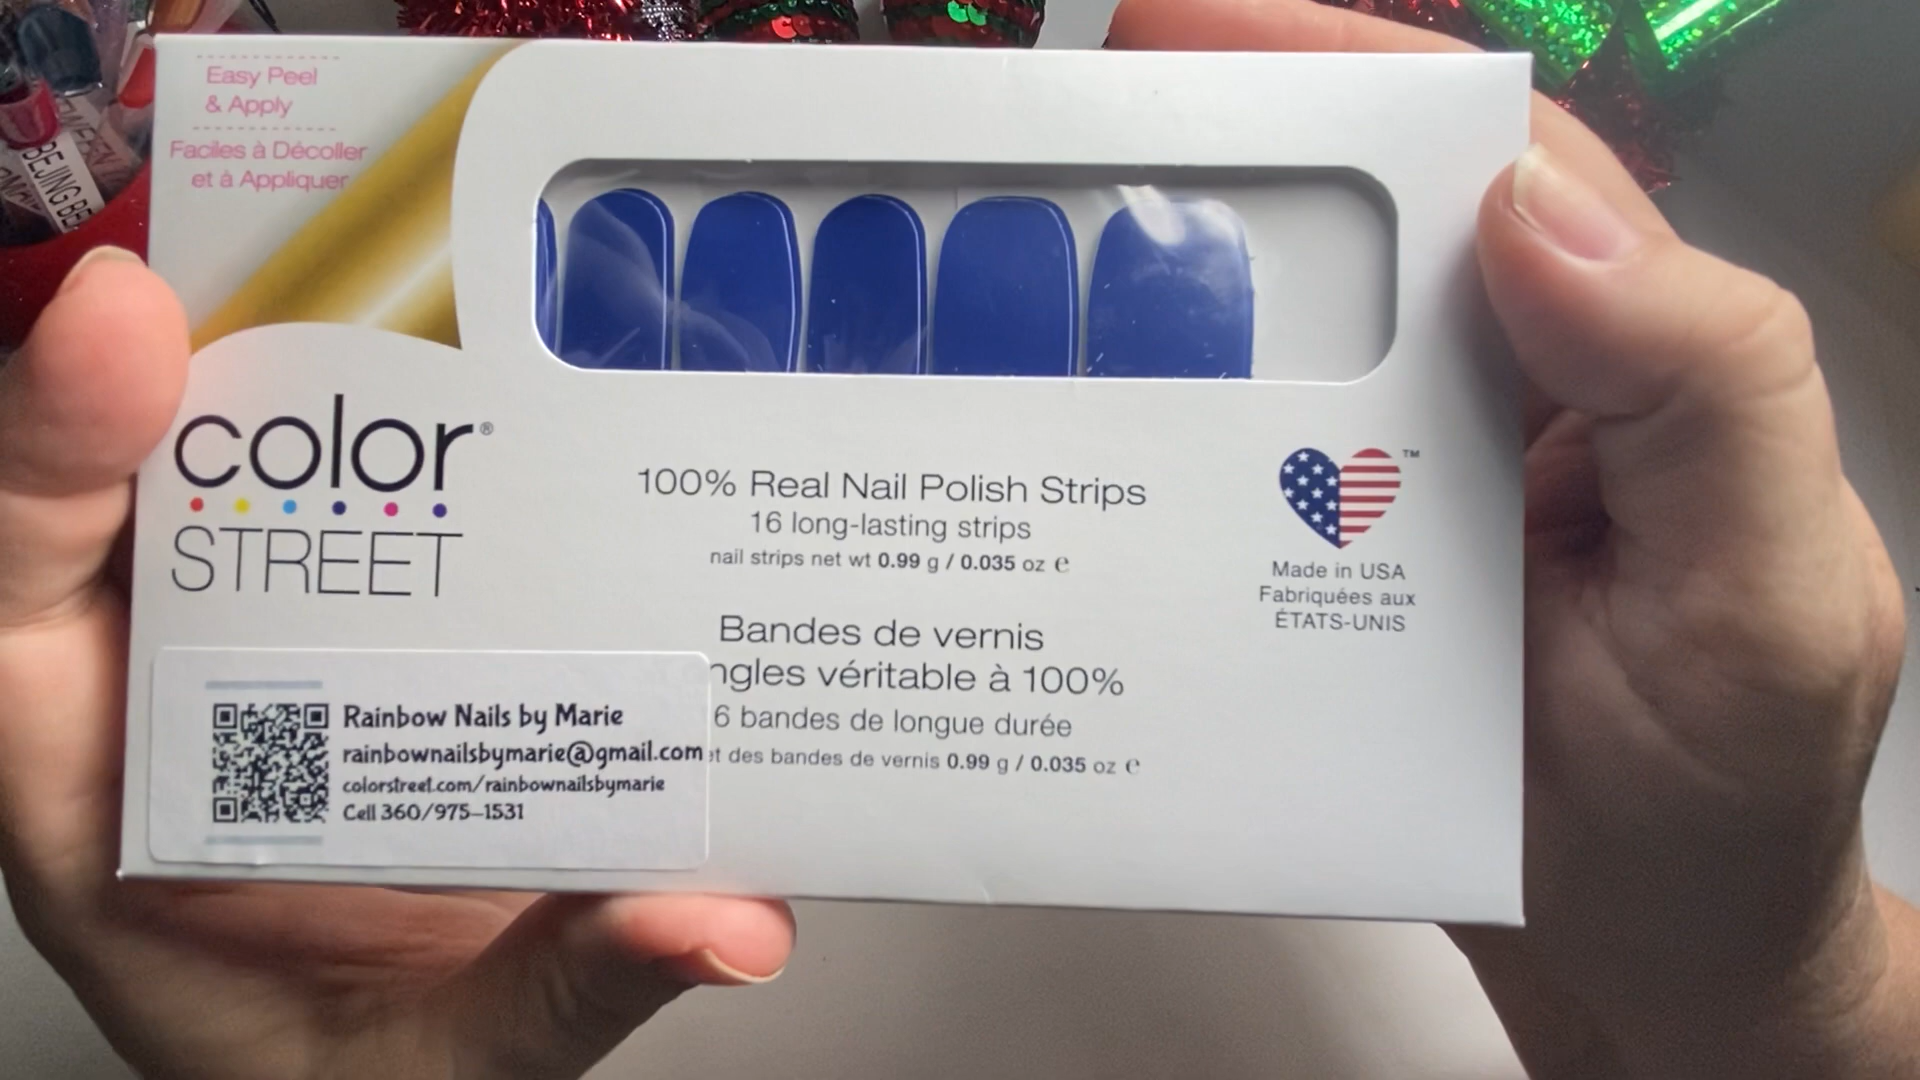 Easy Peel
& Apply
Faciles à Décoller
et à Appliquer
color®
STREET
100% Real Nail Polish Strips
16 long-lasting strips
nail strips net wt 0.99 g / 0.035 oz ℮
Bandes de vernis
ngles véritable à 100%
6 bandes de longue durée
et des bandes de vernis 0.99 g / 0.035 oz ℮
™
Made in USA
Fabriquées aux
ÉTATS-UNIS
Rainbow Nails by Marie
rainbownailsbymarie@gmail.com
colorstreet.com/rainbownailsbymarie
Cell 360/975-1531